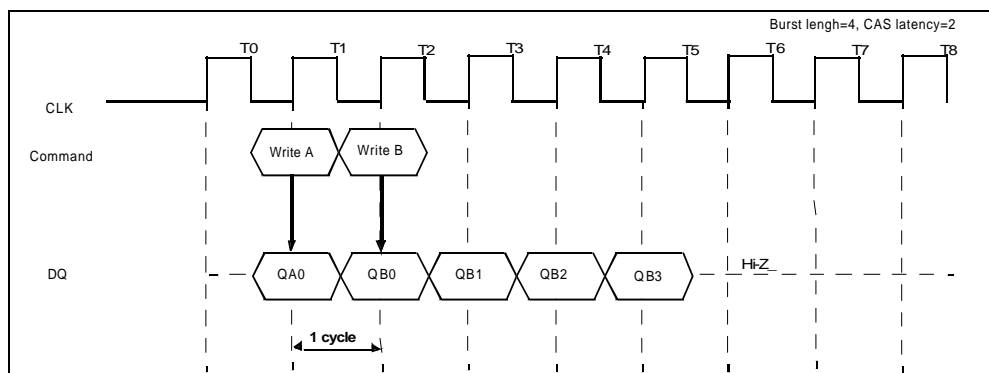 Burst lengh=4, CAS latency=2
T0 T1 T2 T3 T4 T5 T6 T7 T8
CLK
Command Write A Write B
DQ QA0 QB0 QB1 QB2 QB3 Hi-Z
1 cycle